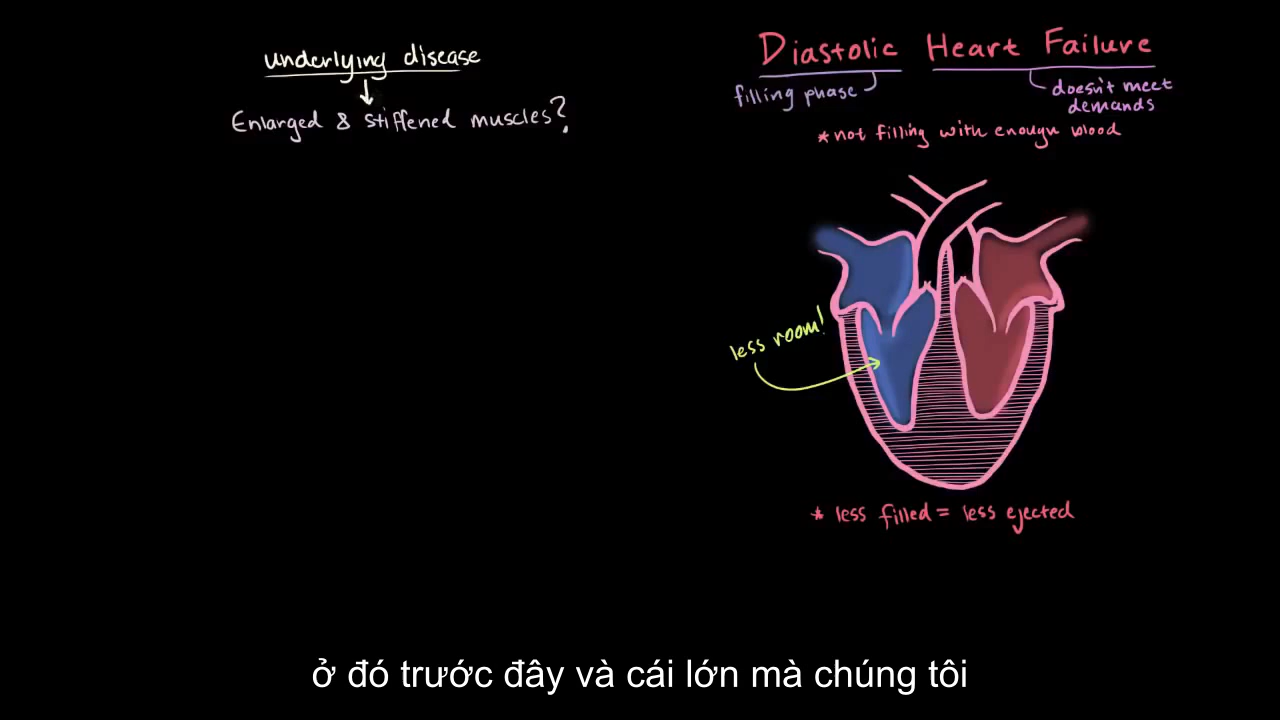 underlying disease
Enlarged & stiffened muscles?
Diastolic Heart Failure
filling phase
doesn't meet
demands
*not filling with enough blood
less room!
* less filled = less ejected
ở đó trước đây và cái lớn mà chúng tôi